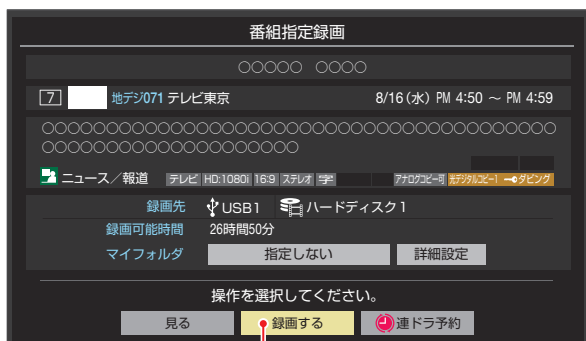 番組指定録画
○○○○○ ○○○○
7 地デジ071 テレビ東京 8/16(水) PM 4:50 ～ PM 4:59
○○○○○○○○○○○○○○○○○○○○○○○○○○○○○○○○○○○○○○○○
○○○○○○○○○○○○○○○○○○○○
ニュース／報道 テレビ HD:1080i 16:9 ステレオ 字 アナログコピー可 光デジタルコピー1 ダビング
録画先 USB1 ハードディスク1
録画可能時間 26時間50分
マイフォルダ 指定しない 詳細設定
操作を選択してください。
見る 録画する 連ドラ予約